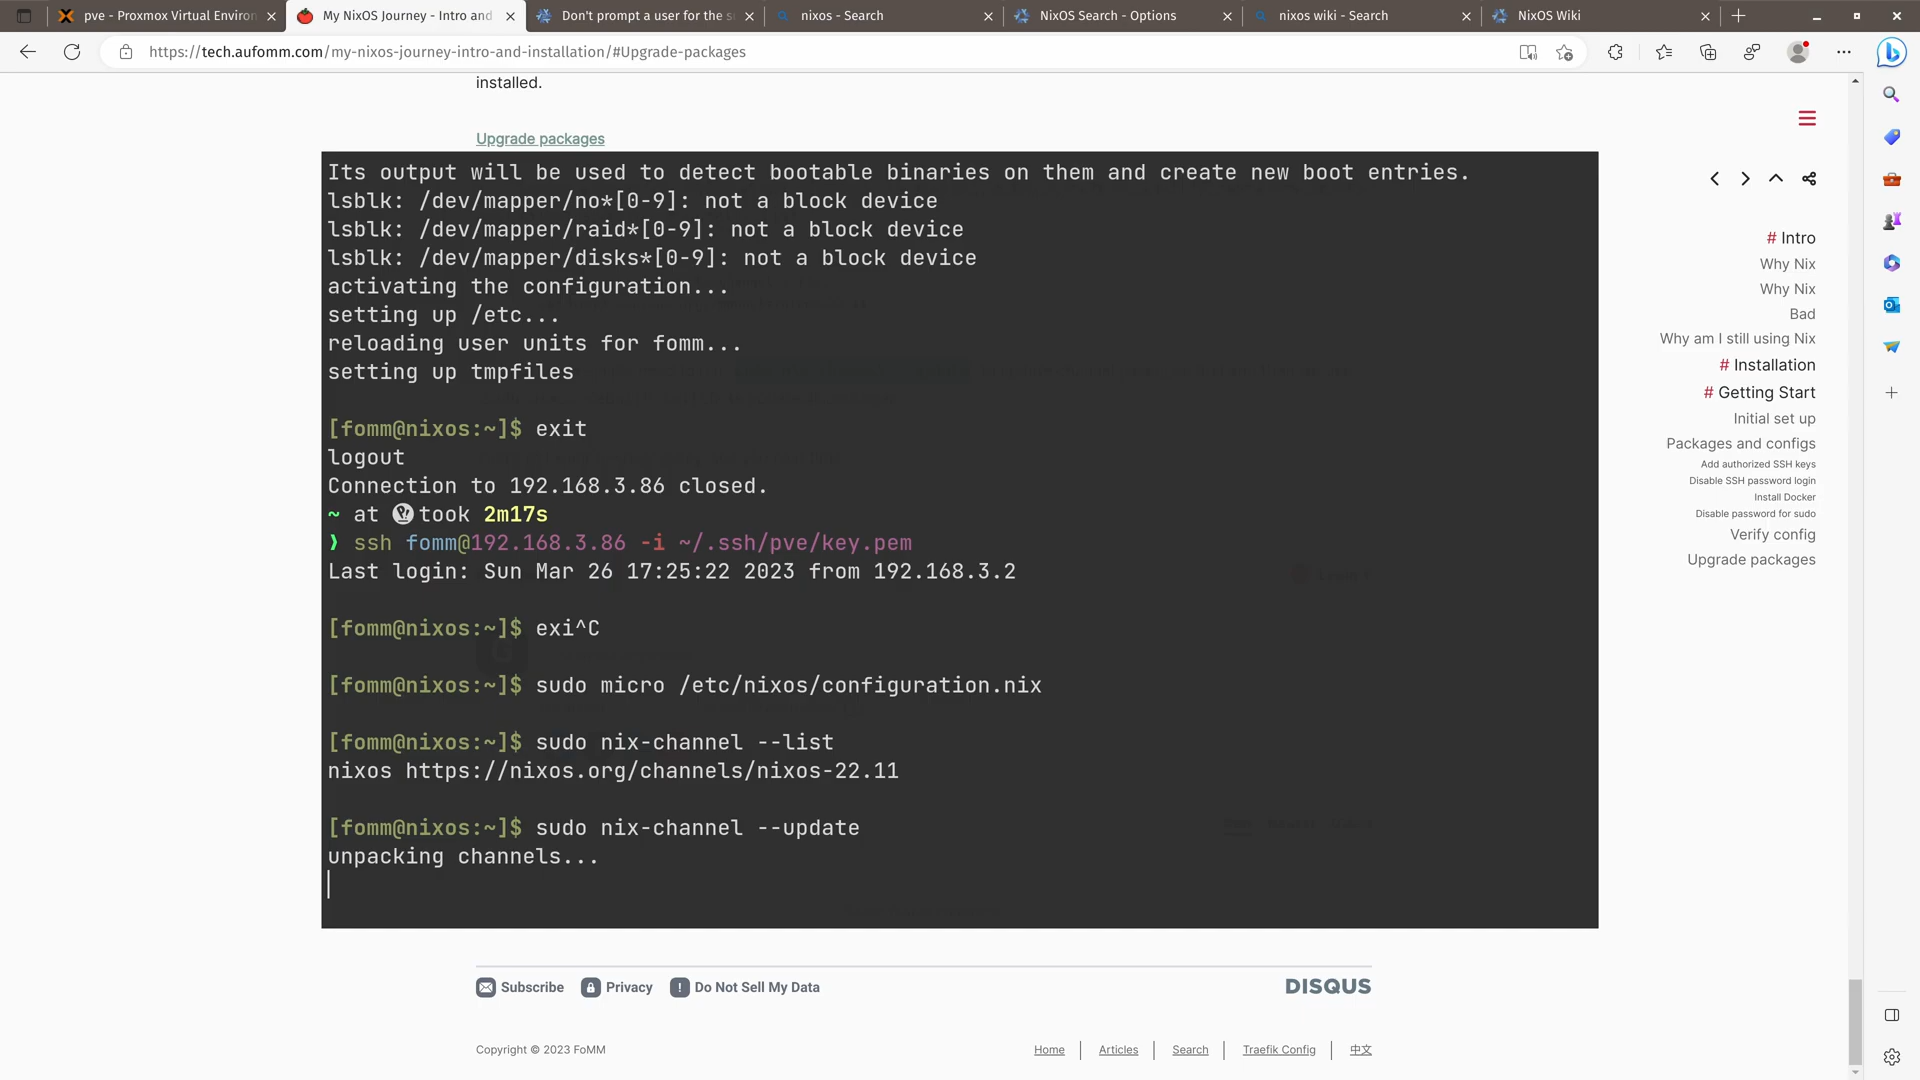 pve - Proxmox Virtual Environ
My NixOS Journey - Intro and
Don't prompt a user for the su
nixos - Search
NixOS Search - Options
nixos wiki - Search
NixOS Wiki
https://tech.aufomm.com/my-nixos-journey-intro-and-installation/#Upgrade-packages
installed.
Upgrade packages
Its output will be used to detect bootable binaries on them and create new boot entries.
lsblk: /dev/mapper/no*[0-9]: not a block device
lsblk: /dev/mapper/raid*[0-9]: not a block device
lsblk: /dev/mapper/disks*[0-9]: not a block device
activating the configuration...
setting up /etc...
reloading user units for fomm...
setting up tmpfiles
[fomm@nixos:~]$ exit
logout
Connection to 192.168.3.86 closed.
~ at took 2m17s
❯ ssh fomm@192.168.3.86 -i ~/.ssh/pve/key.pem
Last login: Sun Mar 26 17:25:22 2023 from 192.168.3.2
[fomm@nixos:~]$ exi^C
[fomm@nixos:~]$ sudo micro /etc/nixos/configuration.nix
[fomm@nixos:~]$ sudo nix-channel --list
nixos https://nixos.org/channels/nixos-22.11
[fomm@nixos:~]$ sudo nix-channel --update
unpacking channels...
# Intro
Why Nix
Why Nix
Bad
Why am I still using Nix
# Installation
# Getting Start
Initial set up
Packages and configs
Add authorized SSH keys
Disable SSH password login
Install Docker
Disable password for sudo
Verify config
Upgrade packages
Subscribe
Privacy
Do Not Sell My Data
DISQUS
Copyright © 2023 FoMM
Home
Articles
Search
Traefik Config
中文